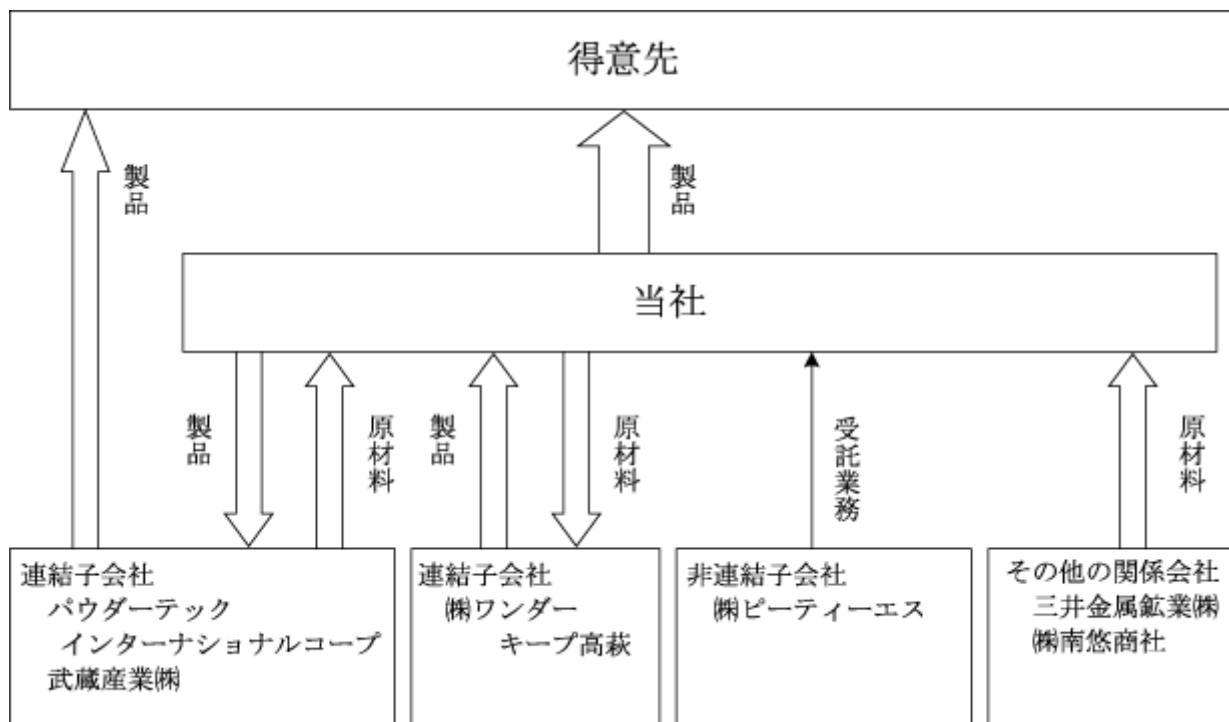 得意先
製品
製品
当社
製品
原材料
製品
原材料
受託業務
原材料
連結子会社
パウダーテック
インターナショナルコープ
武蔵産業㈱
連結子会社
㈱ワンダー
キープ高萩
非連結子会社
㈱ピーティーエス
その他の関係会社
三井金属鉱業㈱
㈱南悠商社